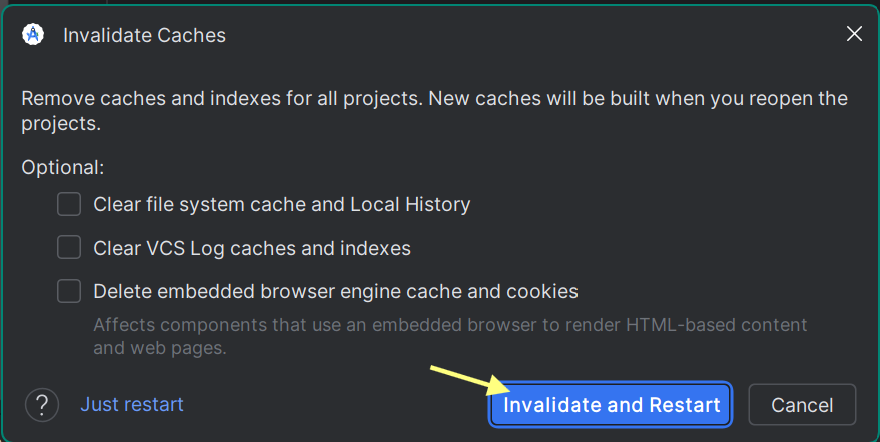 Invalidate Caches
Remove caches and indexes for all projects. New caches will be built when you reopen the
projects.
Optional:
Clear file system cache and Local History
Clear VCS Log caches and indexes
Delete embedded browser engine cache and cookies
Affects components that use an embedded browser to render HTML-based content
and web pages.
? Just restart Invalidate and Restart Cancel